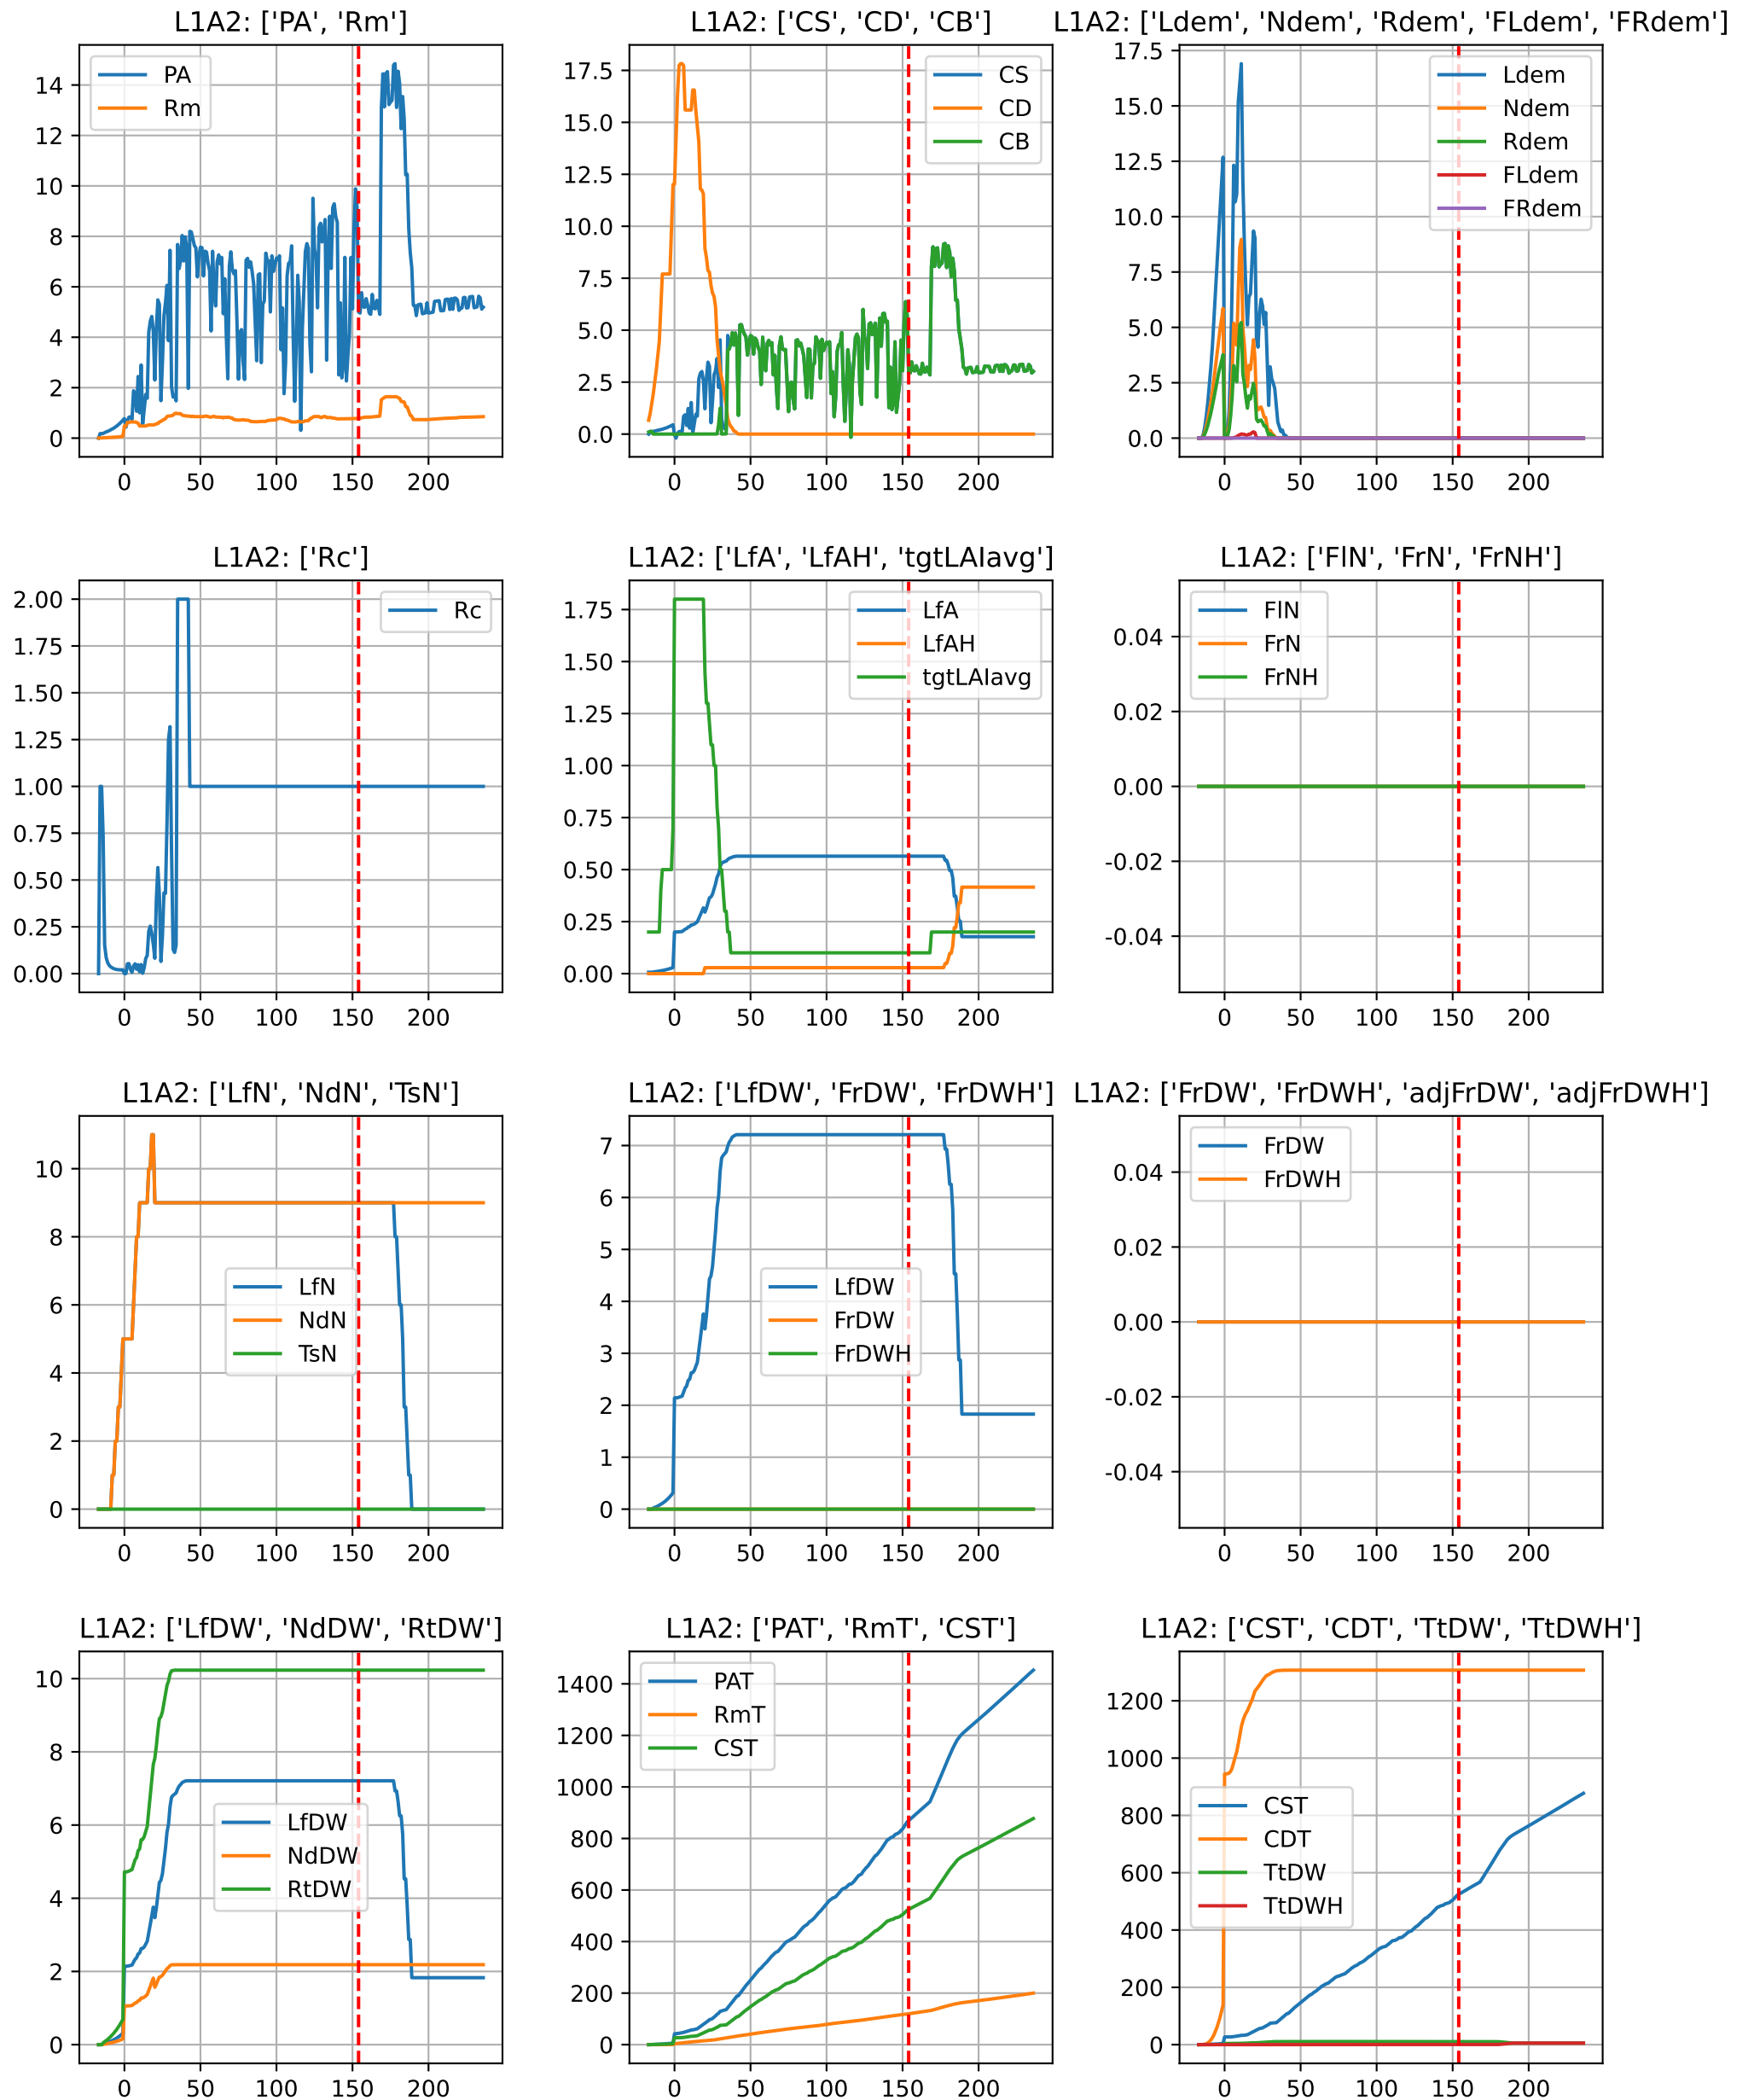 L1A2: ['PA', 'Rm']
14
12
10
8
6
4
2
0
0 50 100 150 200
PA
Rm
L1A2: ['CS', 'CD', 'CB']
17.5
15.0
12.5
10.0
7.5
5.0
2.5
0.0
0 50 100 150 200
CS
CD
CB
L1A2: ['Ldem', 'Ndem', 'Rdem', 'FLdem', 'FRdem']
17.5
15.0
12.5
10.0
7.5
5.0
2.5
0.0
0 50 100 150 200
Ldem
Ndem
Rdem
FLdem
FRdem
L1A2: ['Rc']
2.00
1.75
1.50
1.25
1.00
0.75
0.50
0.25
0.00
0 50 100 150 200
Rc
L1A2: ['LfA', 'LfAH', 'tgtLAIavg']
1.75
1.50
1.25
1.00
0.75
0.50
0.25
0.00
0 50 100 150 200
LfA
LfAH
tgtLAIavg
L1A2: ['FlN', 'FrN', 'FrNH']
0.04
0.02
0.00
-0.02
-0.04
0 50 100 150 200
FlN
FrN
FrNH
L1A2: ['LfN', 'NdN', 'TsN']
10
8
6
4
2
0
0 50 100 150 200
LfN
NdN
TsN
L1A2: ['LfDW', 'FrDW', 'FrDWH']
7
6
5
4
3
2
1
0
0 50 100 150 200
LfDW
FrDW
FrDWH
L1A2: ['FrDW', 'FrDWH', 'adjFrDW', 'adjFrDWH']
0.04
0.02
0.00
-0.02
-0.04
0 50 100 150 200
FrDW
FrDWH
L1A2: ['LfDW', 'NdDW', 'RtDW']
10
8
6
4
2
0
0 50 100 150 200
LfDW
NdDW
RtDW
L1A2: ['PAT', 'RmT', 'CST']
1400
1200
1000
800
600
400
200
0
0 50 100 150 200
PAT
RmT
CST
L1A2: ['CST', 'CDT', 'TtDW', 'TtDWH']
1200
1000
800
600
400
200
0
0 50 100 150 200
CST
CDT
TtDW
TtDWH